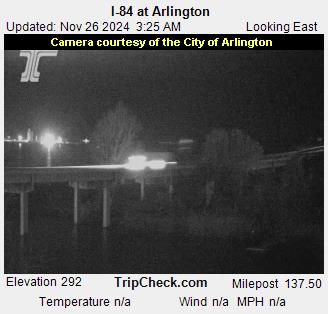 I-84 at Arlington
Updated: Nov 26 2024 3:25 AM Looking East
Camera courtesy of the City of Arlington
Elevation 292 TripCheck.com Milepost 137.50
Temperature n/a Wind n/a MPH n/a